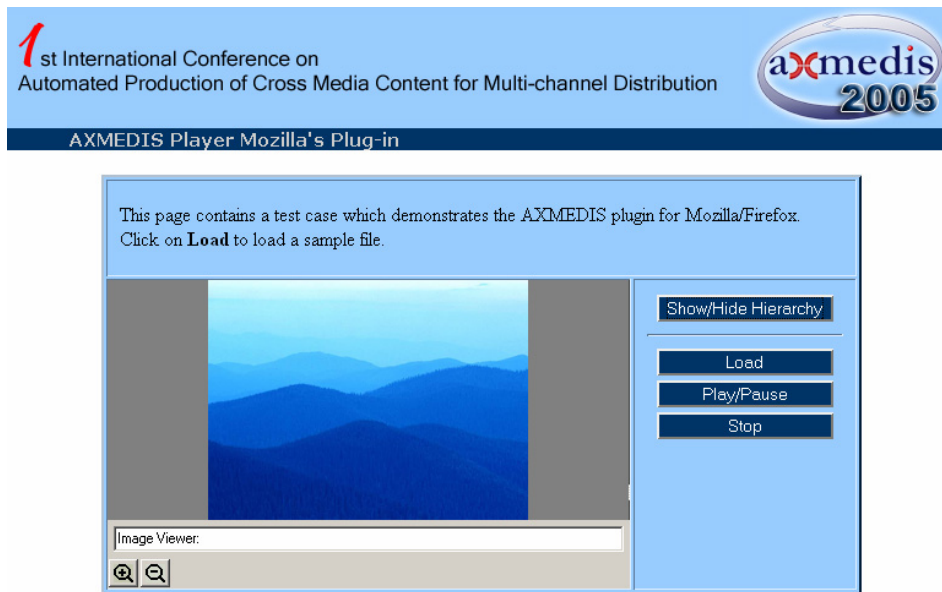 1st International Conference on
Automated Production of Cross Media Content for Multi-channel Distribution
axmedis
2005
AXMEDIS Player Mozilla's Plug-in
This page contains a test case which demonstrates the AXMEDIS plugin for Mozilla/Firefox.
Click on Load to load a sample file.
Show/Hide Hierarchy
Load
Play/Pause
Stop
Image Viewer: